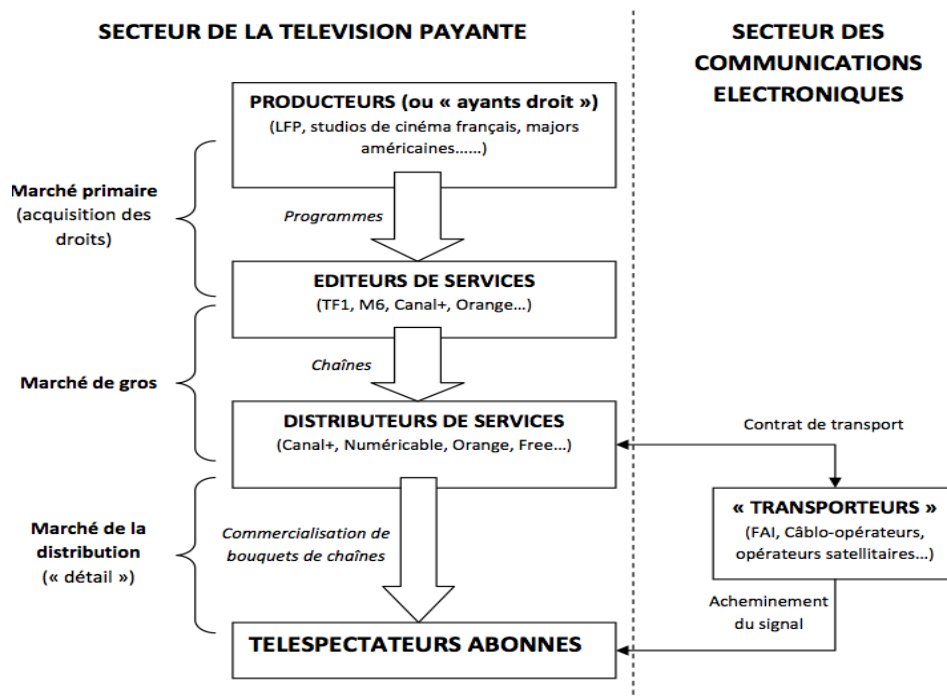 SECTEUR DE LA TELEVISION PAYANTE
SECTEUR DES
COMMUNICATIONS
ELECTRONIQUES
PRODUCTEURS (ou « ayants droit »)
(LFP, studios de cinéma français, majors
américaines......)
Marché primaire
(acquisition des
droits)
Programmes
EDITEURS DE SERVICES
(TF1, M6, Canal+, Orange...)
Marché de gros
Chaînes
DISTRIBUTEURS DE SERVICES
(Canal+, Numéricable, Orange, Free...)
Contrat de transport
« TRANSPORTEURS »
(FAI, Câblo-opérateurs,
opérateurs satellitaires...)
Marché de la
distribution
(« détail »)
Commercialisation de
bouquets de chaînes
Acheminement
du signal
TELESPECTATEURS ABONNES